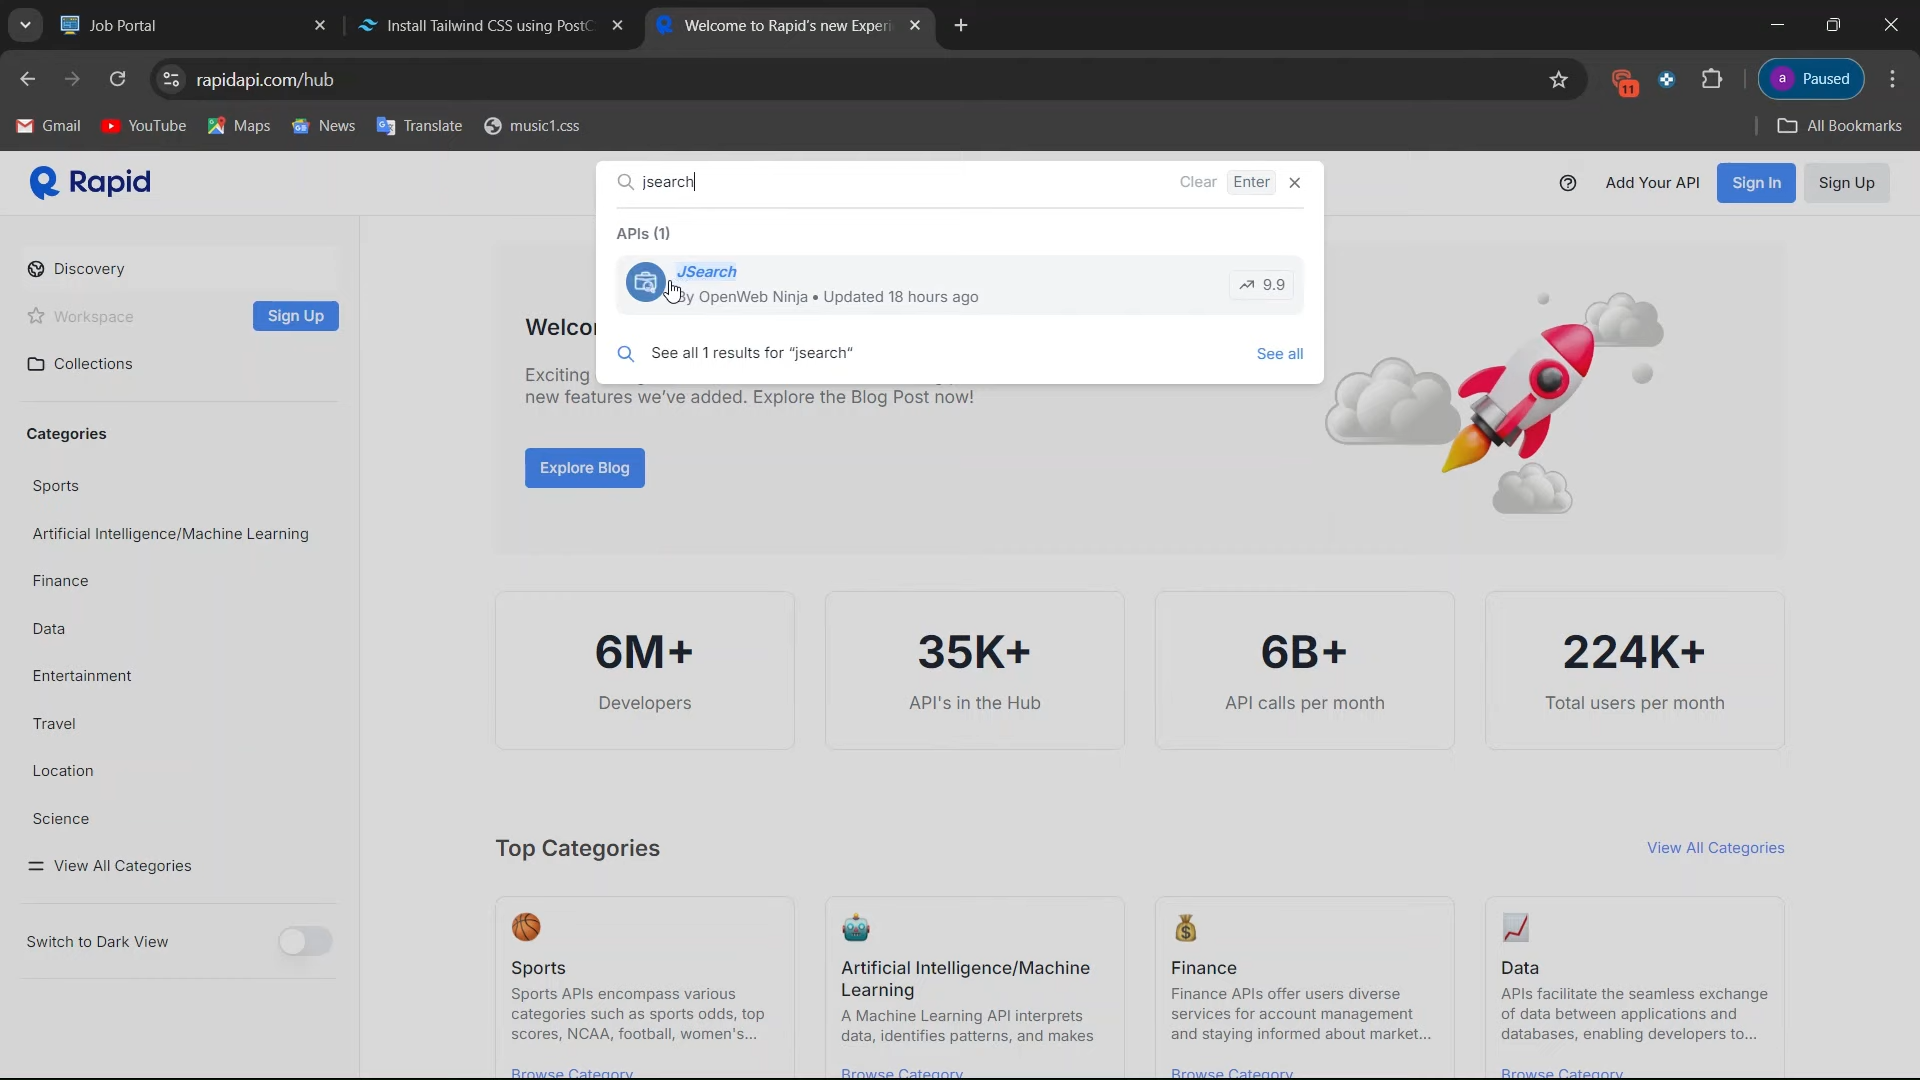 Job Portal
Install Tailwind CSS using PostC
Welcome to Rapid's new Experi
rapidapi.com/hub
11
a Paused
Gmail
YouTube
Maps
News
Translate
music1.css
All Bookmarks
Rapid
jsearch
Clear
Enter
Add Your API
Sign In
Sign Up
APIs (1)
JSearch
By OpenWeb Ninja • Updated 18 hours ago
9.9
See all 1 results for “jsearch“
See all
Discovery
Workspace
Sign Up
Collections
Categories
Sports
Artificial Intelligence/Machine Learning
Finance
Data
Entertainment
Travel
Location
Science
View All Categories
Switch to Dark View
Welco
Exciting
new features we’ve added. Explore the Blog Post now!
Explore Blog
6M+
Developers
35K+
API's in the Hub
6B+
API calls per month
224K+
Total users per month
Top Categories
View All Categories
Sports
Sports APIs encompass various
categories such as sports odds, top
scores, NCAA, football, women's...
Browse Category
Artificial Intelligence/Machine
Learning
A Machine Learning API interprets
data, identifies patterns, and makes
Browse Category
Finance
Finance APIs offer users diverse
services for account management
and staying informed about market...
Browse Category
Data
APIs facilitate the seamless exchange
of data between applications and
databases, enabling developers to...
Browse Category